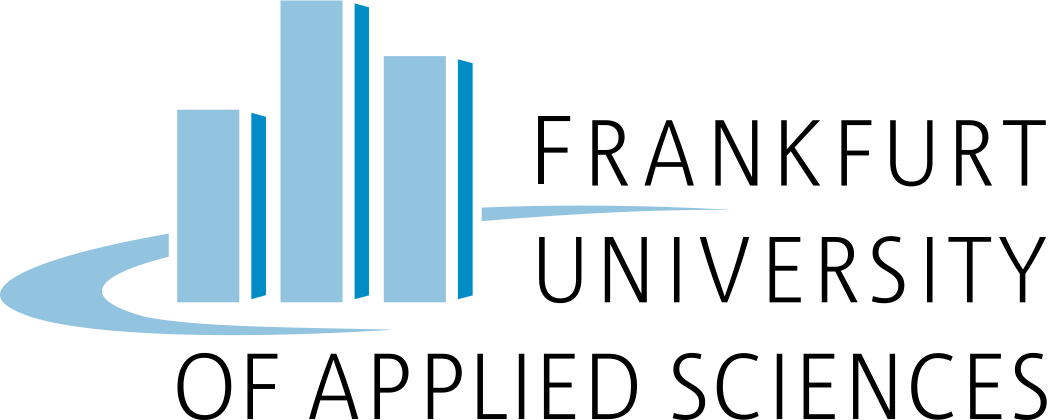 FRANKFURT
UNIVERSITY
OF APPLIED SCIENCES